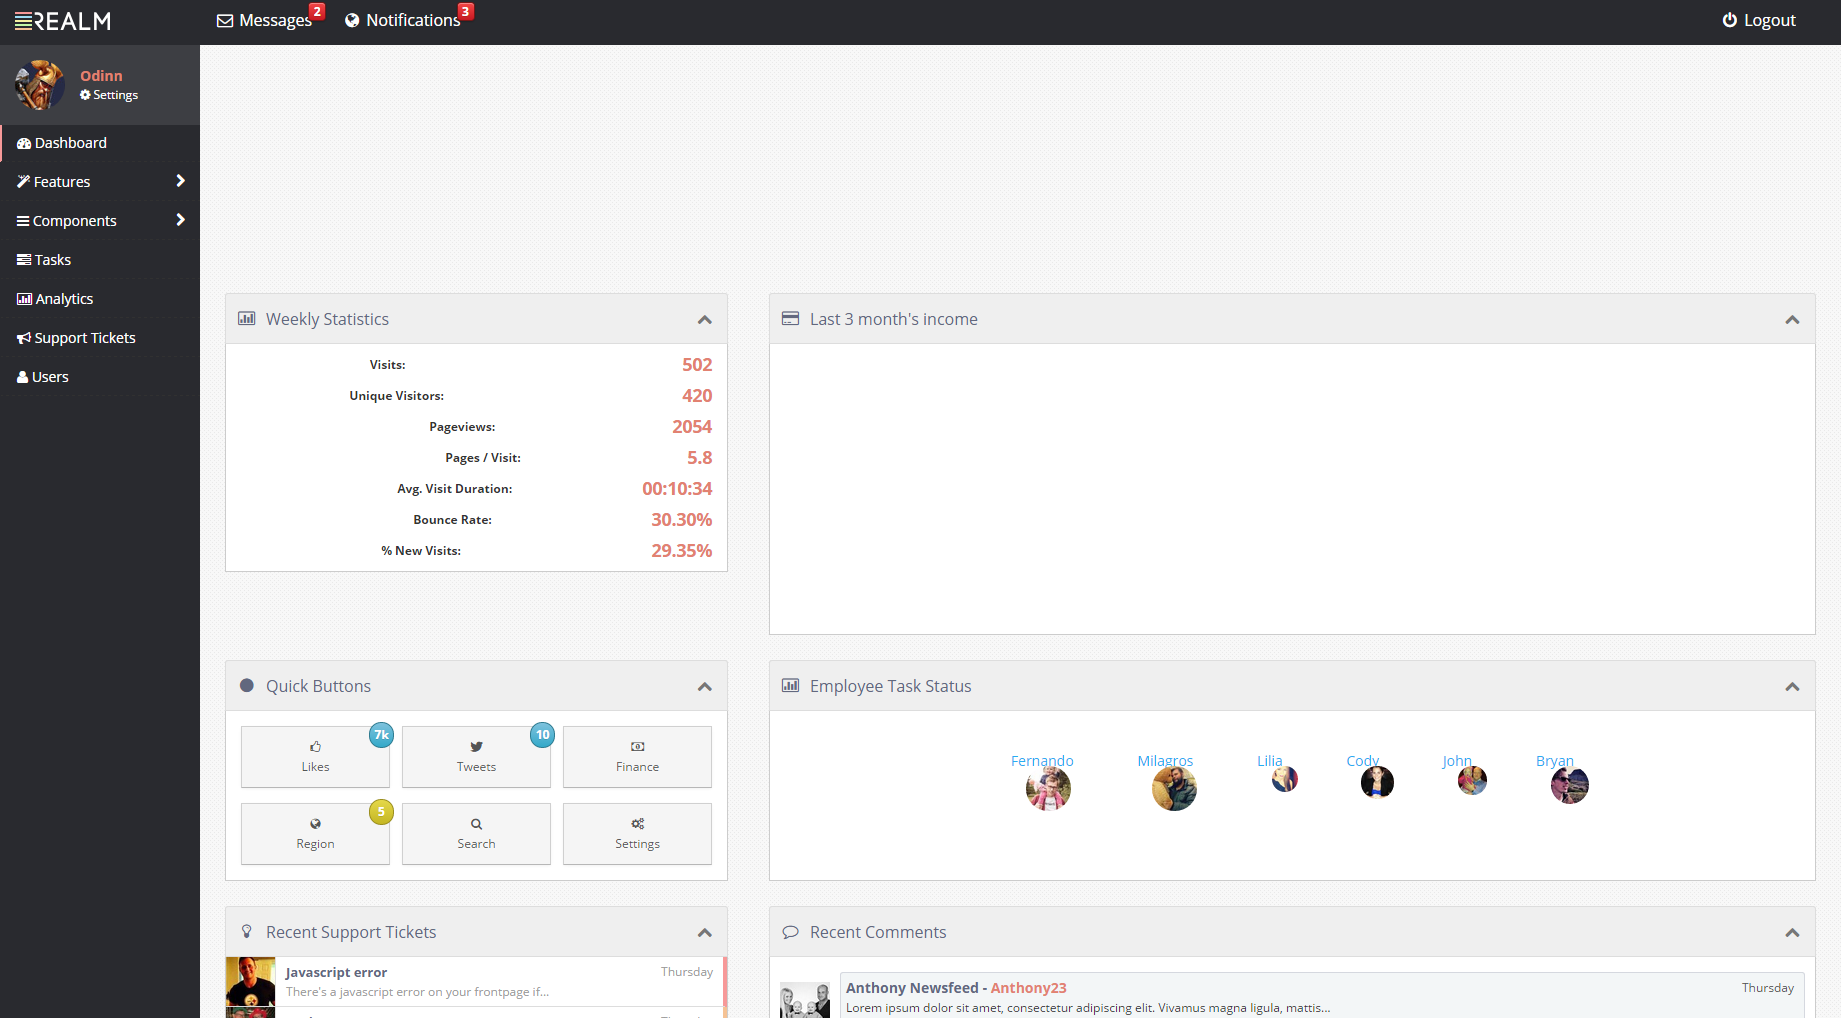 REALM
Messages 2
Notifications 3
Logout
Odinn
Settings
Dashboard
Features
Components
Tasks
Analytics
Support Tickets
Users
Weekly Statistics
Visits: 502
Unique Visitors: 420
Pageviews: 2054
Pages / Visit: 5.8
Avg. Visit Duration: 00:10:34
Bounce Rate: 30.30%
% New Visits: 29.35%
Last 3 month's income
Quick Buttons
7k
Likes
10
Tweets
Finance
5
Region
Search
Settings
Employee Task Status
Fernando
Milagros
Lilia
Cody
John
Bryan
Recent Support Tickets
Javascript error
Thursday
There's a javascript error on your frontpage if...
Recent Comments
Anthony Newsfeed - Anthony23
Thursday
Lorem ipsum dolor sit amet, consectetur adipiscing elit. Vivamus magna ligula, mattis...